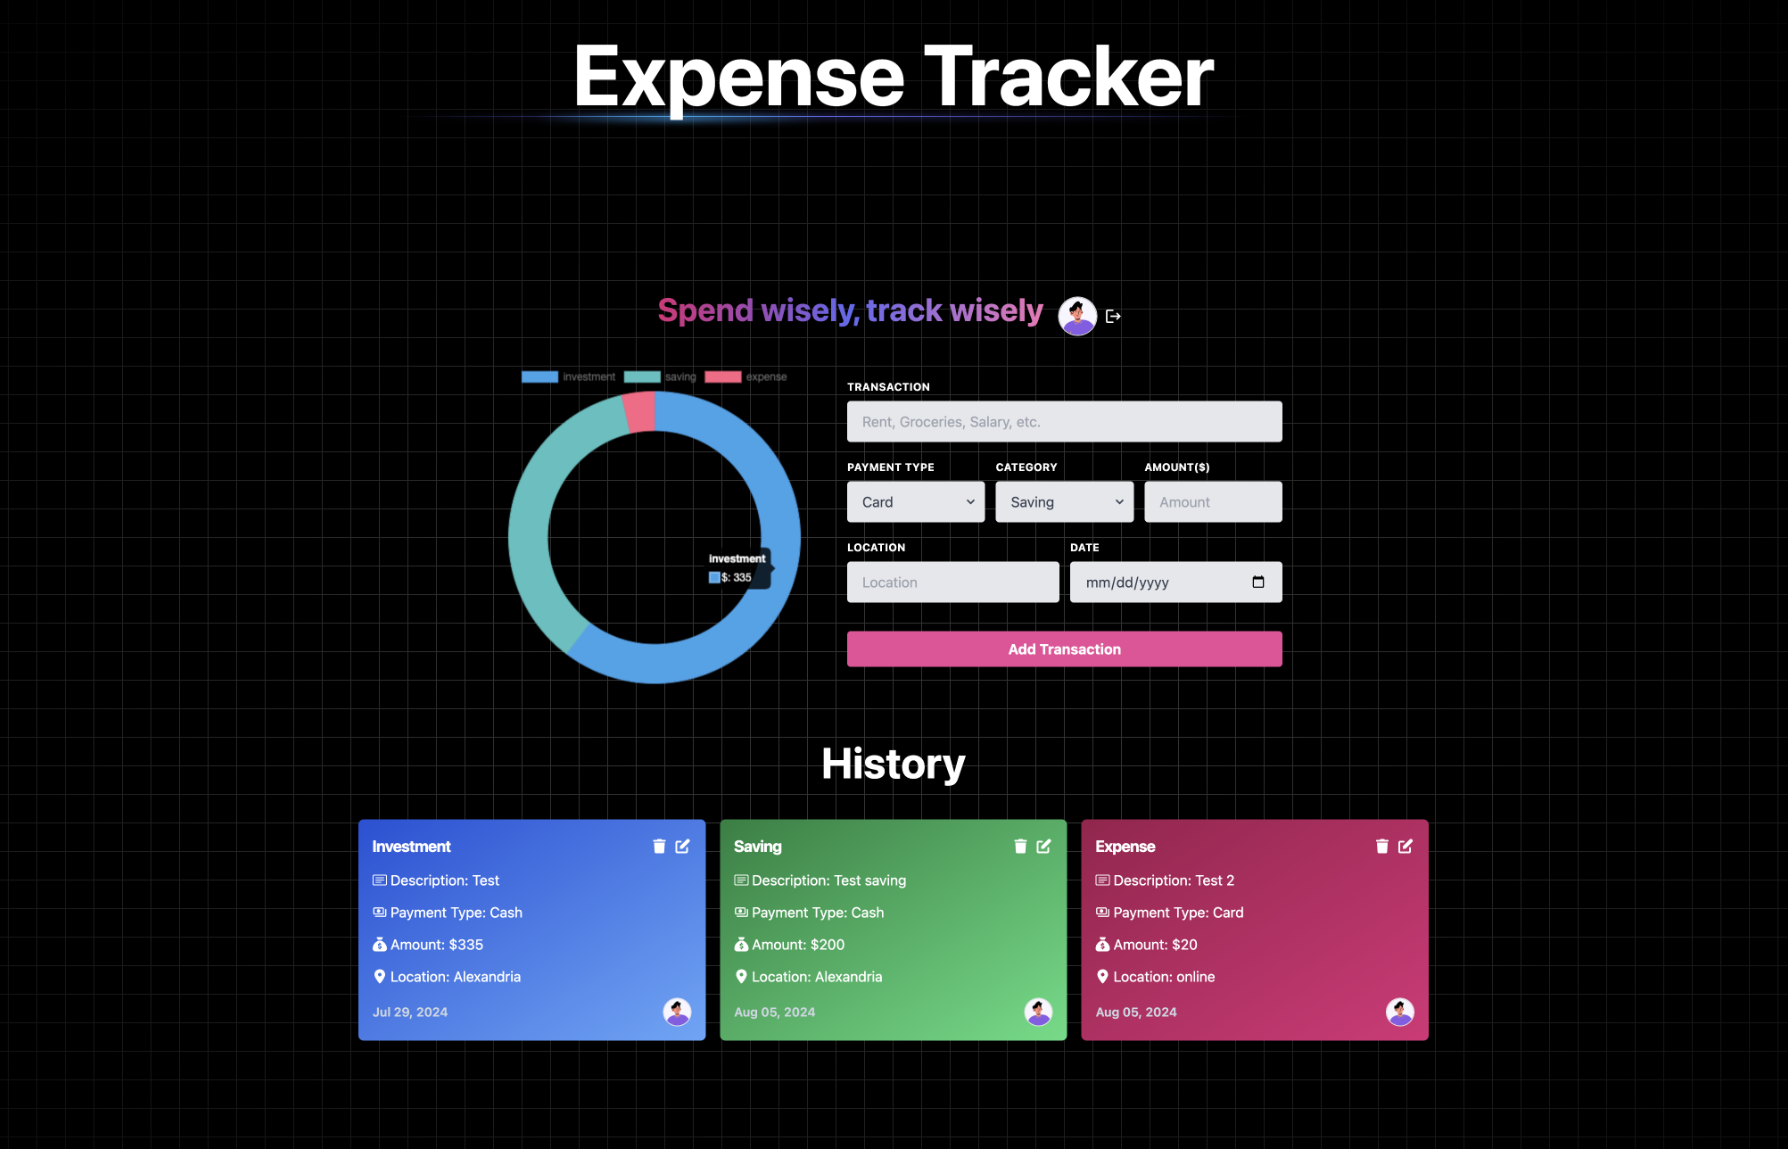 Expense Tracker
Spend wisely, track wisely
investment saving expense
investment
$: 335
TRANSACTION
Rent, Groceries, Salary, etc.
PAYMENT TYPE CATEGORY AMOUNT($)
Card Saving Amount
LOCATION DATE
Location mm/dd/yyyy
Add Transaction
History
Investment
Description: Test
Payment Type: Cash
Amount: $335
Location: Alexandria
Jul 29, 2024
Saving
Description: Test saving
Payment Type: Cash
Amount: $200
Location: Alexandria
Aug 05, 2024
Expense
Description: Test 2
Payment Type: Card
Amount: $20
Location: online
Aug 05, 2024